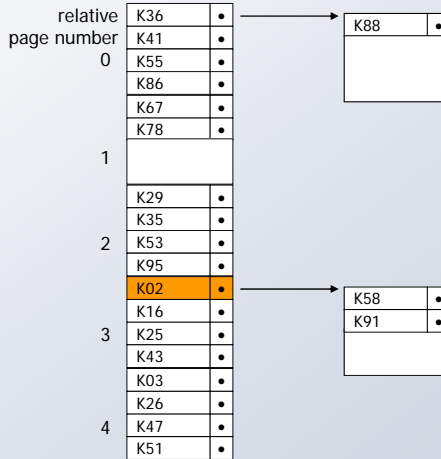 relative
page number
0
K36 •
K41 •
K55 •
K86 •
1
K67 •
K78 •
2
K29 •
K35 •
K53 •
K95 •
3
K02 •
K16 •
K25 •
K43 •
4
K03 •
K26 •
K47 •
K51 •
K88 •
K58 •
K91 •